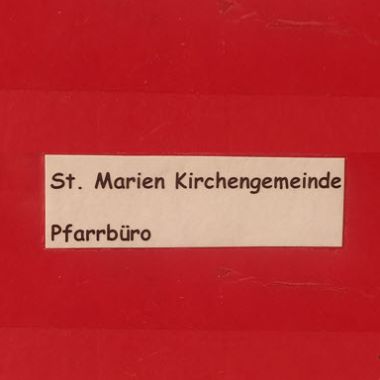 St. Marien Kirchengemeinde
Pfarrbüro